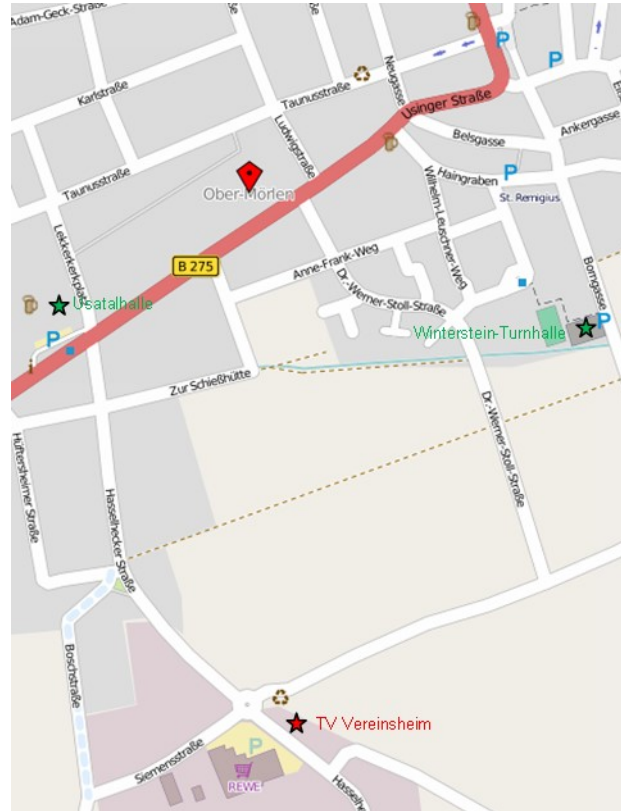 Adam-Geck-Straße
P
Karlstraße
Taunusstraße
Neugasse
P
Usinger Straße
Ludwigstraße
Belsgasse
Ankergasse
Taunusstraße
Ober-Mörlen
Wilhelm-Leuschner-Weg
Haingraben
P
St. Remigius
Lekkerkerkplatz
Anne-Frank-Weg
B 275
Dr.-Werner-Stoll-Straße
Borngasse
Usatalhalle
Winterstein-Turnhalle
P
P
i
Zur Schießhütte
Hüftersheimer Straße
Hasselhecker Straße
Dr.-Werner-Stoll-Straße
P
Boschstraße
TV Vereinsheim
P
Siemensstraße
REWE